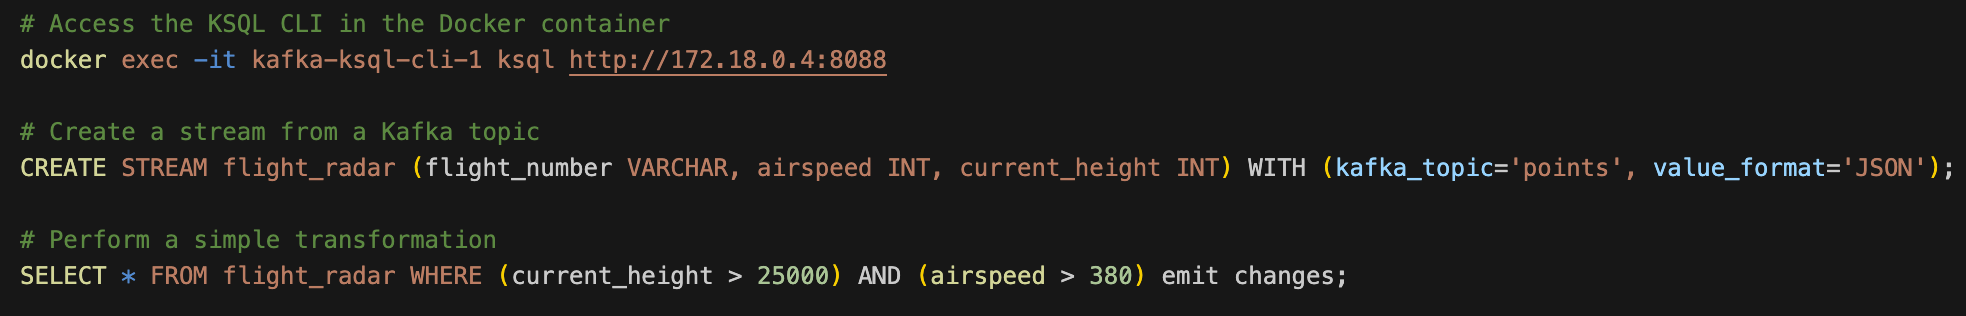 # Access the KSQL CLI in the Docker container
docker exec -it kafka-ksql-cli-1 ksql http://172.18.0.4:8088
# Create a stream from a Kafka topic
CREATE STREAM flight_radar (flight_number VARCHAR, airspeed INT, current_height INT) WITH (kafka_topic='points', value_format='JSON');
# Perform a simple transformation
SELECT * FROM flight_radar WHERE (current_height > 25000) AND (airspeed > 380) emit changes;